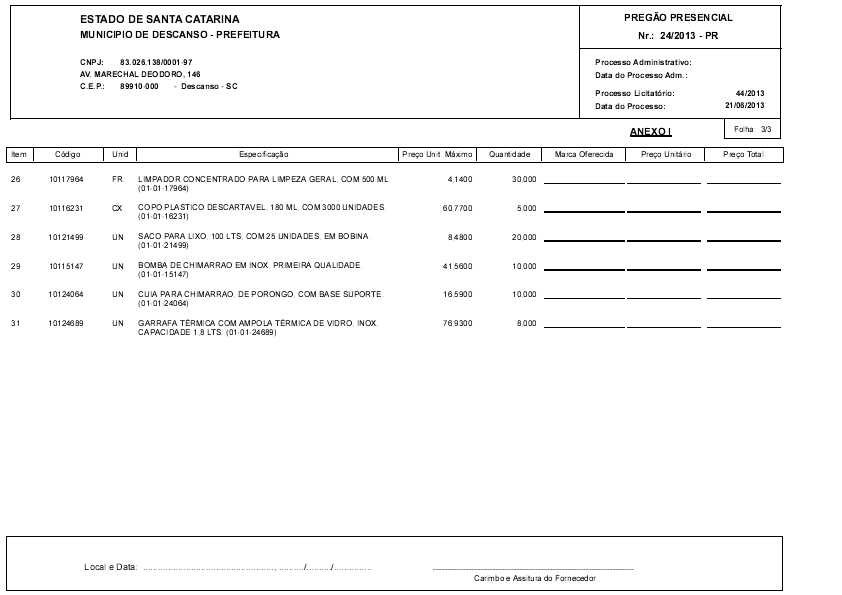 ESTADO DE SANTA CATARINA
MUNICIPIO DE DESCANSO - PREFEITURA
CNPJ: 83.026.138/0001-97
AV. MARECHAL DEODORO, 146
C.E.P.: 89910-000 - Descanso - SC
PREGÃO PRESENCIAL
Nr.: 24/2013 - PR
Processo Administrativo:
Data do Processo Adm.:
Processo Licitatório: 44/2013
Data do Processo: 21/06/2013
ANEXO I
Folha: 3/3
Item Código Unid Especificação Preço Unit. Máximo Quantidade Marca Oferecida Preço Unitário Preço Total
26 10117964 FR LIMPADOR CONCENTRADO PARA LIMPEZA GERAL, COM 500 ML 4,1400 30,000
(01-01-17964)
27 10116231 CX COPO PLASTICO DESCARTAVEL, 180 ML, COM 3000 UNIDADES. 60,7700 5,000
(01-01-16231)
28 10121499 UN SACO PARA LIXO, 100 LTS, COM 25 UNIDADES, EM BOBINA. 8,4800 20,000
(01-01-21499)
29 10115147 UN BOMBA DE CHIMARRAO EM INOX, PRIMEIRA QUALIDADE. 41,5600 10,000
(01-01-15147)
30 10124064 UN CUIA PARA CHIMARRAO, DE PORONGO, COM BASE SUPORTE. 16,5900 10,000
(01-01-24064)
31 10124689 UN GARRAFA TÉRMICA COM AMPOLA TÉRMICA DE VIDRO, INOX, 76,9300 8,000
CAPACIDADE 1,8 LTS. (01-01-24689)
Local e Data: ......................................................, ........../........../...............
Carimbo e Assitura do Fornecedor